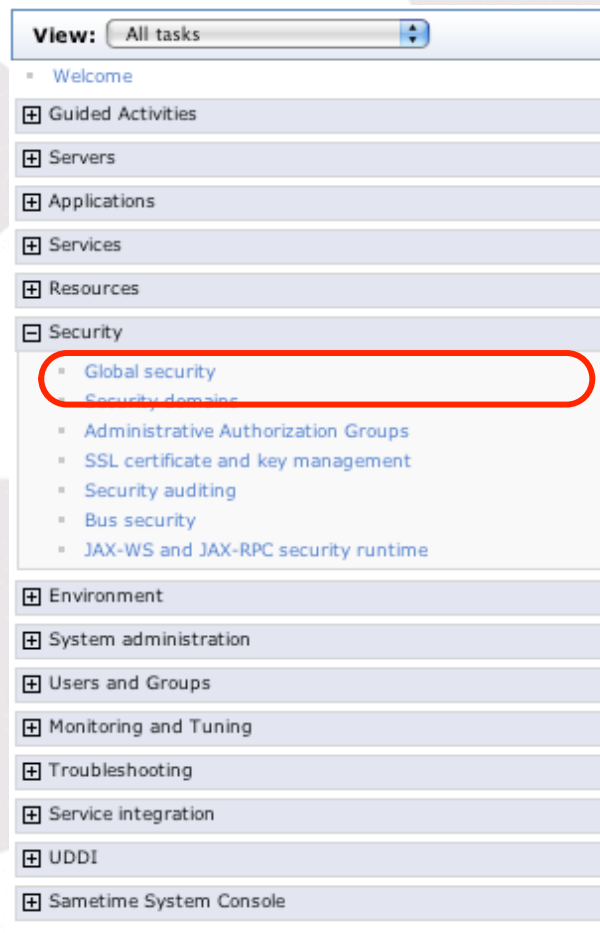 View: All tasks
Welcome
Guided Activities
Servers
Applications
Services
Resources
Security
Global security
Security domains
Administrative Authorization Groups
SSL certificate and key management
Security auditing
Bus security
JAX-WS and JAX-RPC security runtime
Environment
System administration
Users and Groups
Monitoring and Tuning
Troubleshooting
Service integration
UDDI
Sametime System Console